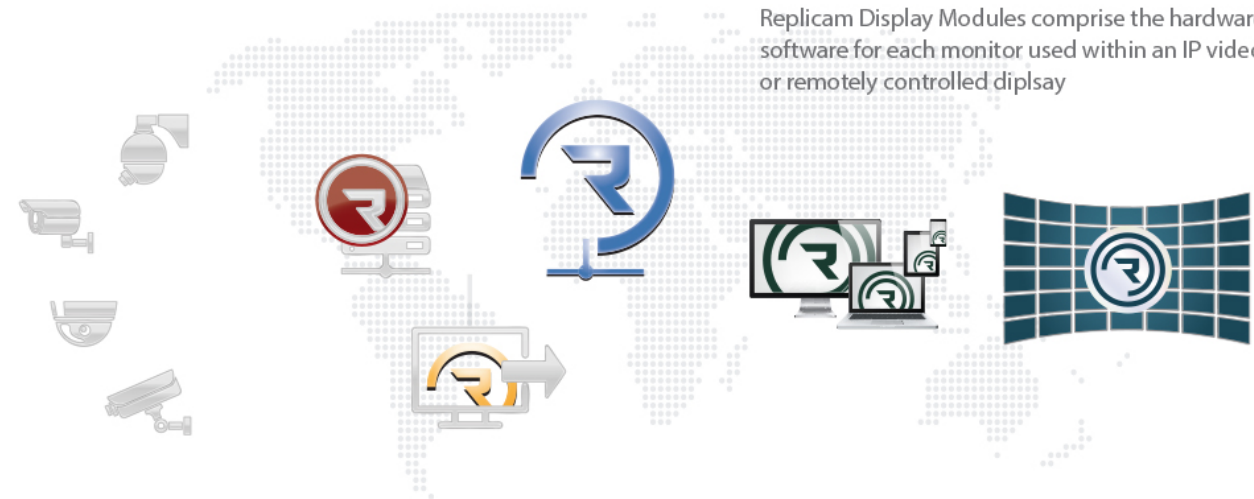 Replicam Display Modules comprise the hardwar
software for each monitor used within an IP vide
or remotely controlled diplsay
R
R
R
R
R
R
R
R